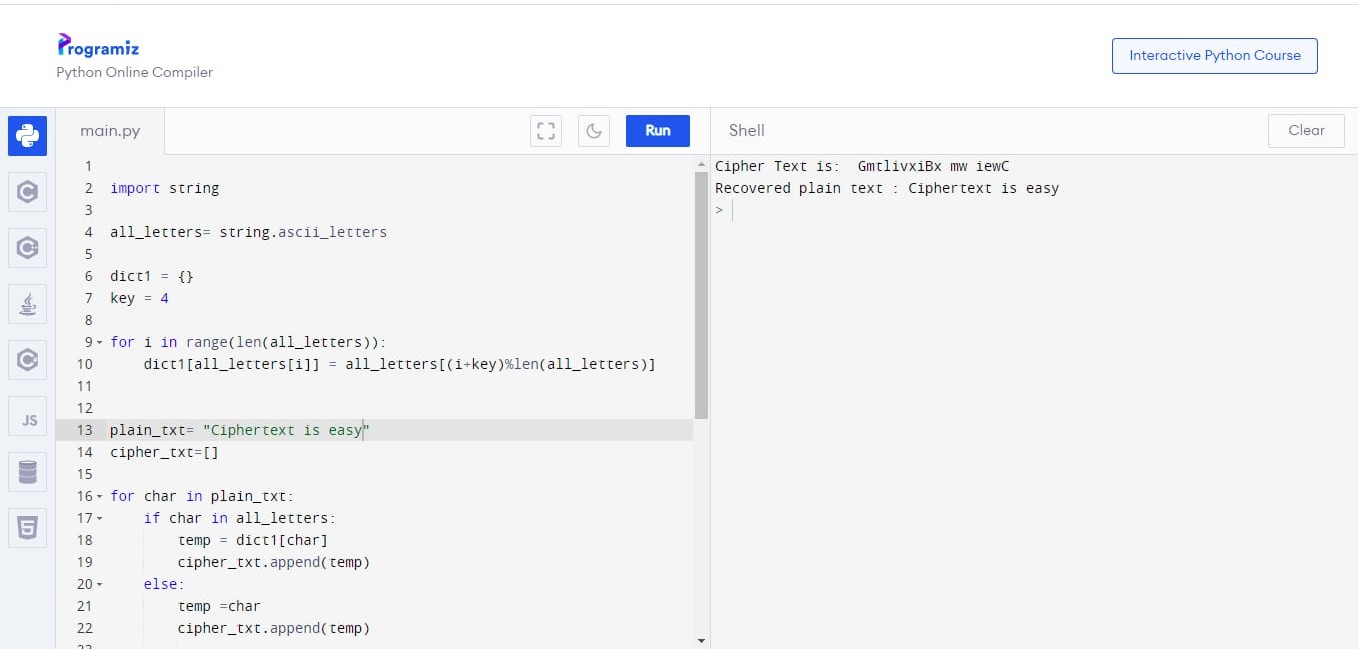 Programiz
Python Online Compiler
Interactive Python Course
main.py
Run
Shell
Clear
1
2 import string
3
4 all_letters= string.ascii_letters
5
6 dict1 = {}
7 key = 4
8
9 for i in range(len(all_letters)):
10 dict1[all_letters[i]] = all_letters[(i+key)%len(all_letters)]
11
12
13 plain_txt= "Ciphertext is easy"
14 cipher_txt=[]
15
16 for char in plain_txt:
17 if char in all_letters:
18 temp = dict1[char]
19 cipher_txt.append(temp)
20 else:
21 temp =char
22 cipher_txt.append(temp)
23
JS
Cipher Text is:  GmtlivxiBx mw iewC
Recovered plain text : Ciphertext is easy
>